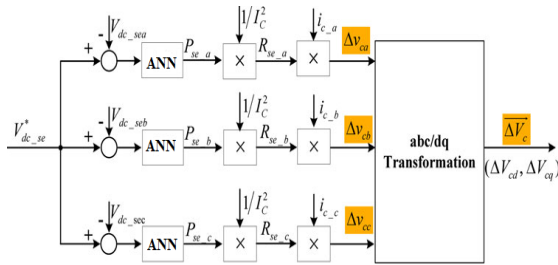 V_dc_sea
1/I_C^2
i_c_a
+ -
ANN
P_se_a
×
R_se_a
×
Δv_ca
V_dc_se^*
V_dc_seb
1/I_C^2
i_c_b
+ -
ANN
P_se_b
×
R_se_b
×
Δv_cb
abc/dq
Transformation
ΔV_c
(ΔV_cd, ΔV_cq)
V_dc_sec
1/I_C^2
i_c_c
+ -
ANN
P_se_c
×
R_se_c
×
Δv_cc